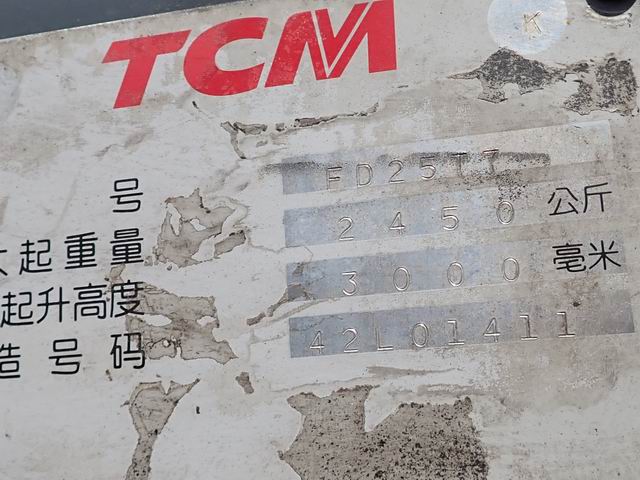 TCM
K
号 FD25T7
大起重量 2450 公斤
起升高度 3000 毫米
造号码 42L01411